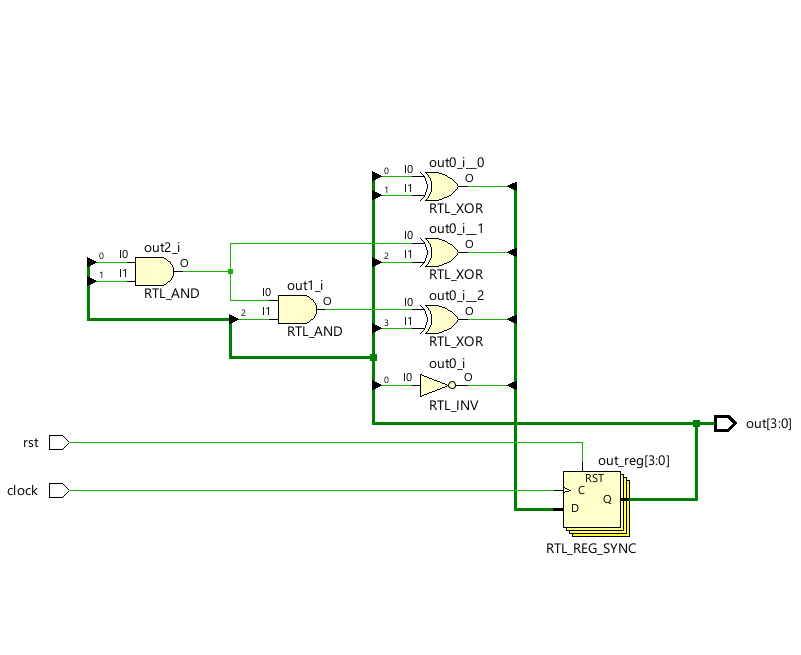 out0_i__0
0 I0
O
1 I1
RTL_XOR
out0_i__1
I0
O
2 I1
RTL_XOR
out2_i
0 I0
O
1 I1
RTL_AND
out1_i
I0
O
2 I1
RTL_AND
out0_i__2
I0
O
3 I1
RTL_XOR
out0_i
0 I0
O
RTL_INV
out[3:0]
rst
clock
out_reg[3:0]
RST
C
Q
D
RTL_REG_SYNC